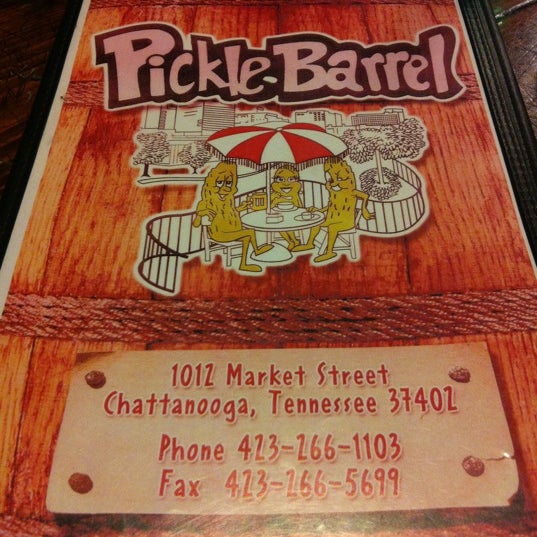 Pickle Barrel
1012 Market Street
Chattanooga, Tennessee 37402
Phone 423-266-1103
Fax 423-266-5699